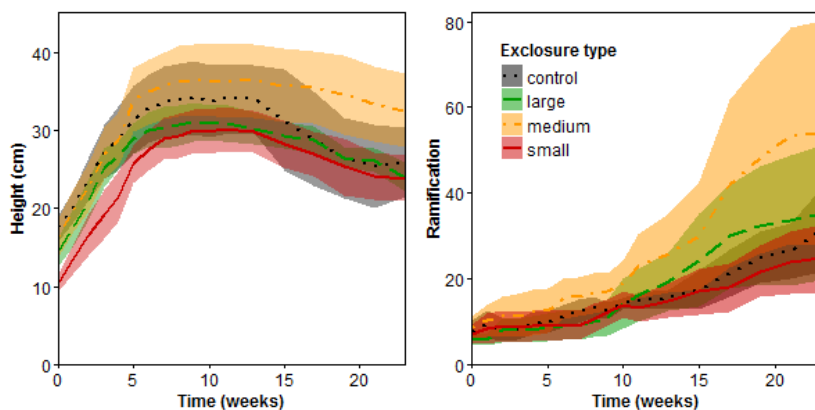 40
30
20
10
0
Height (cm)
0 5 10 15 20
Time (weeks)
80
60
40
20
0
Ramification
Exclosure type
control
large
medium
small
0 5 10 15 20
Time (weeks)